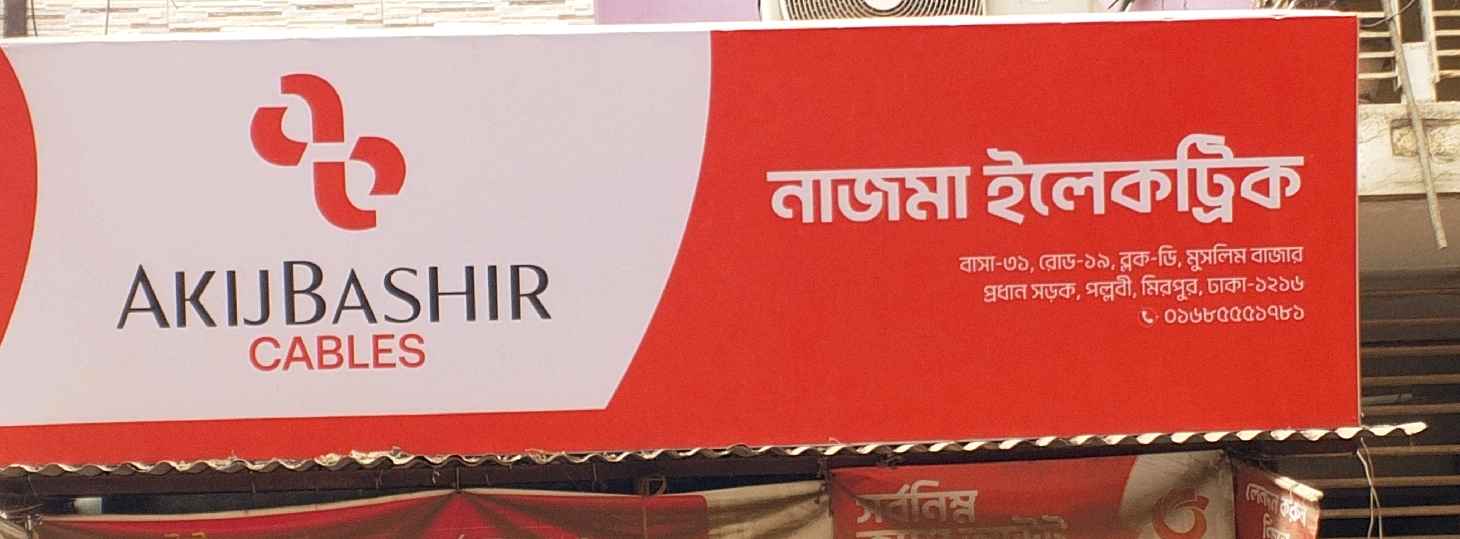 AKIJBASHIR
CABLES
নাজমা ইলেকট্রিক
বাসা-৩১, রোড-১৯, ব্লক-ডি, মুসলিম বাজার
প্রধান সড়ক, পল্লবী, মিরপুর, ঢাকা-১২১৬
০১৬৮৫৫৫১৭৮১
সর্বনিম্ন